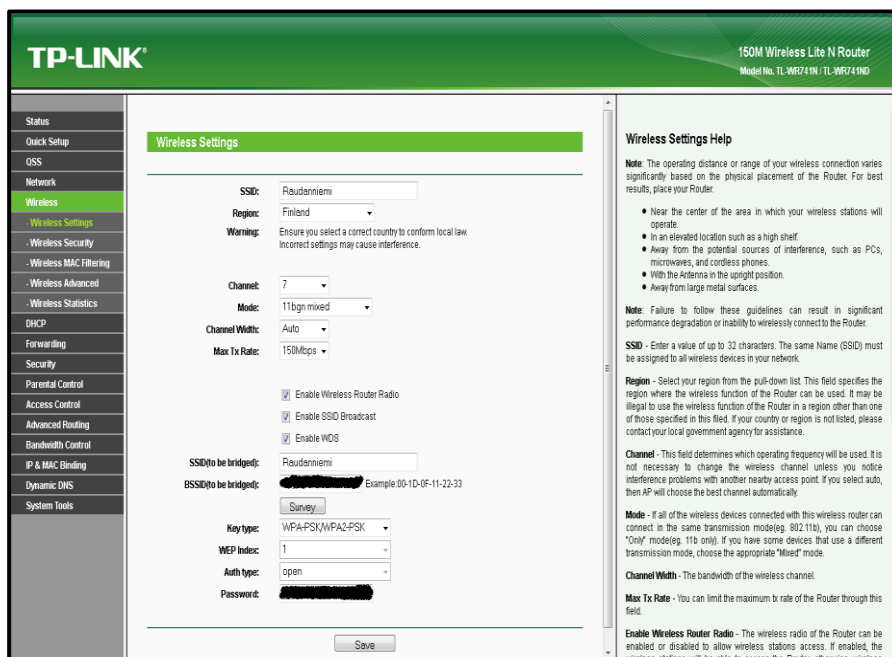 TP-LINK®
150M Wireless Lite N Router
Model No. TL-WR741N / TL-WR741ND
Status
Quick Setup
QSS
Network
Wireless
- Wireless Settings
- Wireless Security
- Wireless MAC Filtering
- Wireless Advanced
- Wireless Statistics
DHCP
Forwarding
Security
Parental Control
Access Control
Advanced Routing
Bandwidth Control
IP & MAC Binding
Dynamic DNS
System Tools
Wireless Settings
SSID: Raudanniemi
Region: Finland
Warning: Ensure you select a correct country to conform local law.
Incorrect settings may cause interference.
Channel: 7
Mode: 11bgn mixed
Channel Width: Auto
Max Tx Rate: 150Mbps
Enable Wireless Router Radio
Enable SSID Broadcast
Enable WDS
SSID(to be bridged): Raudanniemi
BSSID(to be bridged): Example:00-1D-0F-11-22-33
Survey
Key type: WPA-PSK/WPA2-PSK
WEP Index: 1
Auth type: open
Password:
Save
Wireless Settings Help
Note: The operating distance or range of your wireless connection varies
significantly based on the physical placement of the Router. For best
results, place your Router.
● Near the center of the area in which your wireless stations will
operate.
● In an elevated location such as a high shelf.
● Away from the potential sources of interference, such as PCs,
microwaves, and cordless phones.
● With the Antenna in the upright position.
● Away from large metal surfaces.
Note: Failure to follow these guidelines can result in significant
performance degradation or inability to wirelessly connect to the Router.
SSID - Enter a value of up to 32 characters. The same Name (SSID) must
be assigned to all wireless devices in your network.
Region - Select your region from the pull-down list. This field specifies the
region where the wireless function of the Router can be used. It may be
illegal to use the wireless function of the Router in a region other than one
of those specified in this filed. If your country or region is not listed, please
contact your local government agency for assistance.
Channel - This field determines which operating frequency will be used. It is
not necessary to change the wireless channel unless you notice
interference problems with another nearby access point. If you select auto,
then AP will choose the best channel automatically.
Mode - If all of the wireless devices connected with this wireless router can
connect in the same transmission mode(eg. 802.11b), you can choose
"Only" mode(eg. 11b only). If you have some devices that use a different
transmission mode, choose the appropriate "Mixed" mode.
Channel Width - The bandwidth of the wireless channel.
Max Tx Rate - You can limit the maximum tx rate of the Router through this
field.
Enable Wireless Router Radio - The wireless radio of the Router can be
enabled or disabled to allow wireless stations access. If enabled, the